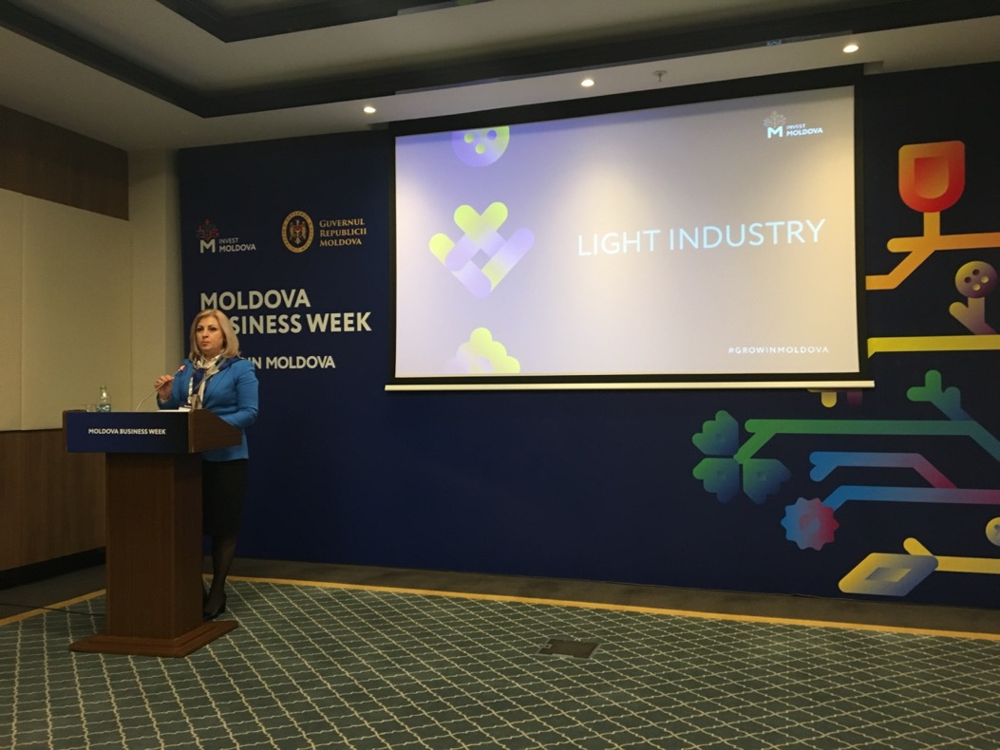 INVEST
MOLDOVA
GUVERNUL
REPUBLICII
MOLDOVA
MOLDOVA
BUSINESS WEEK
IN MOLDOVA
INVEST
MOLDOVA
LIGHT INDUSTRY
#GROWINMOLDOVA
MOLDOVA BUSINESS WEEK